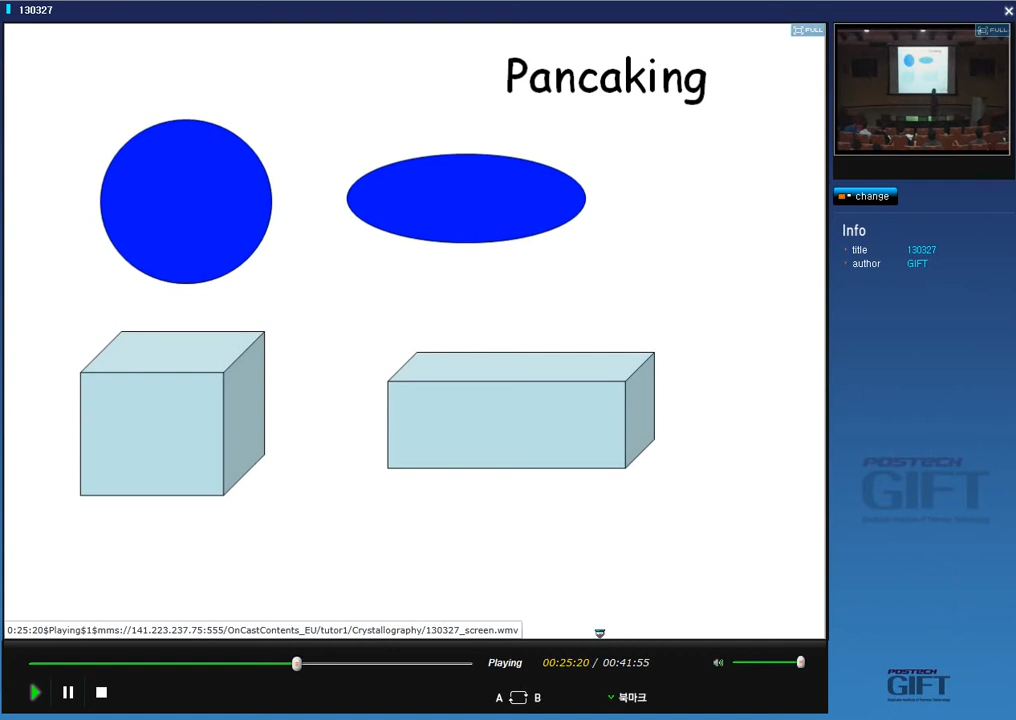 130327
FULL
Pancaking
FULL
change
Info
title 130327
author GIFT
POSTECH
GIFT
0:25:20$Playing$1$mms://141.223.237.75:555/OnCastContents_EU/tutor1/Crystallography/130327_screen.wmv
Playing 00:25:20 / 00:41:55
A B 북마크
POSTECH
GIFT